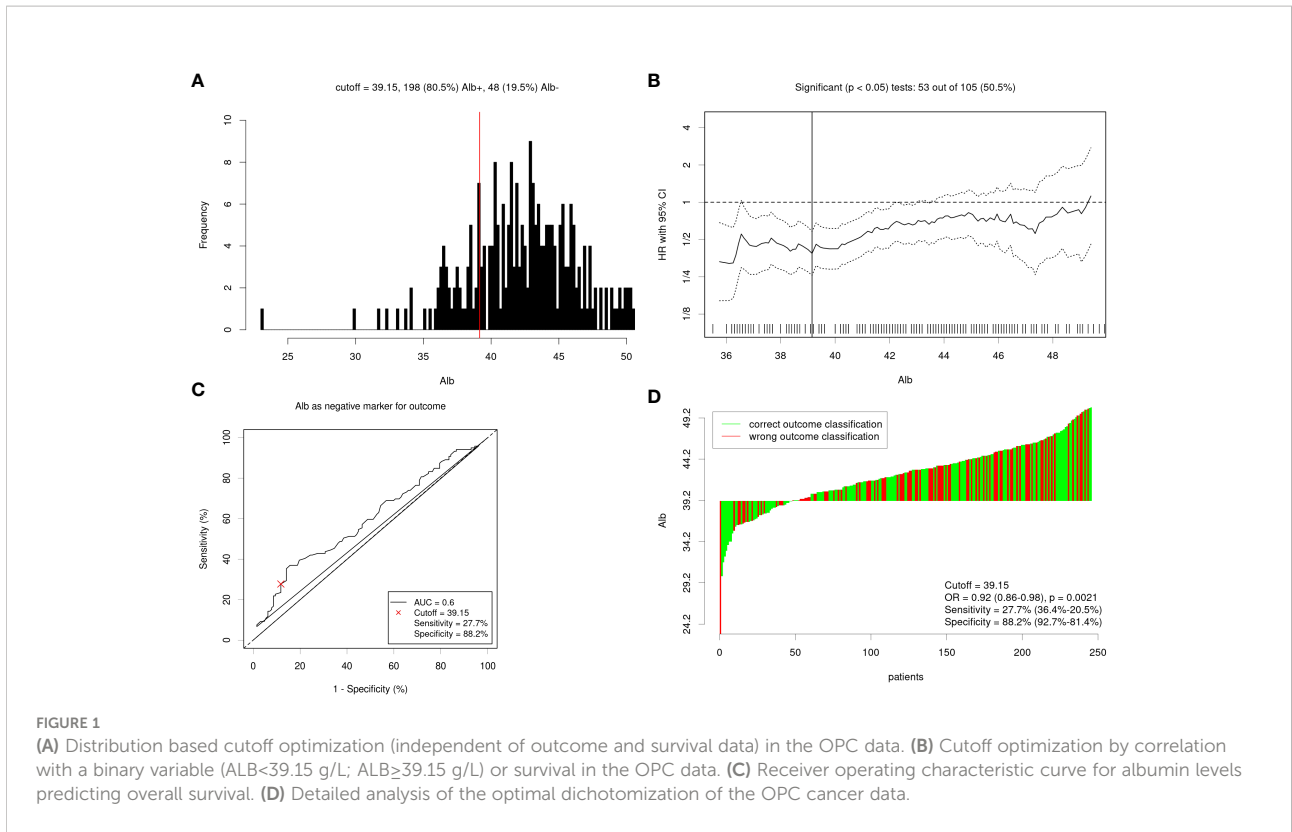 A
cutoff = 39.15, 198 (80.5%) Alb+, 48 (19.5%) Alb-
Frequency
0
2
4
6
8
10
25
30
35
40
45
50
Alb
B
Significant (p < 0.05) tests: 53 out of 105 (50.5%)
HR with 95% CI
4
2
1
1/2
1/4
1/8
36
38
40
42
44
46
48
Alb
C
Alb as negative marker for outcome
Sensitivity (%)
100
80
60
40
20
0
AUC = 0.6
Cutoff = 39.15
Sensitivity = 27.7%
Specificity = 88.2%
0
20
40
60
80
100
1 - Specificity (%)
D
correct outcome classification
wrong outcome classification
Alb
49.2
44.2
39.2
34.2
29.2
24.2
Cutoff = 39.15
OR = 0.92 (0.86-0.98), p = 0.0021
Sensitivity = 27.7% (36.4%-20.5%)
Specificity = 88.2% (92.7%-81.4%)
0
50
100
150
200
250
patients
FIGURE 1
(A) Distribution based cutoff optimization (independent of outcome and survival data) in the OPC data. (B) Cutoff optimization by correlation
with a binary variable (ALB<39.15 g/L; ALB≥39.15 g/L) or survival in the OPC data. (C) Receiver operating characteristic curve for albumin levels
predicting overall survival. (D) Detailed analysis of the optimal dichotomization of the OPC cancer data.